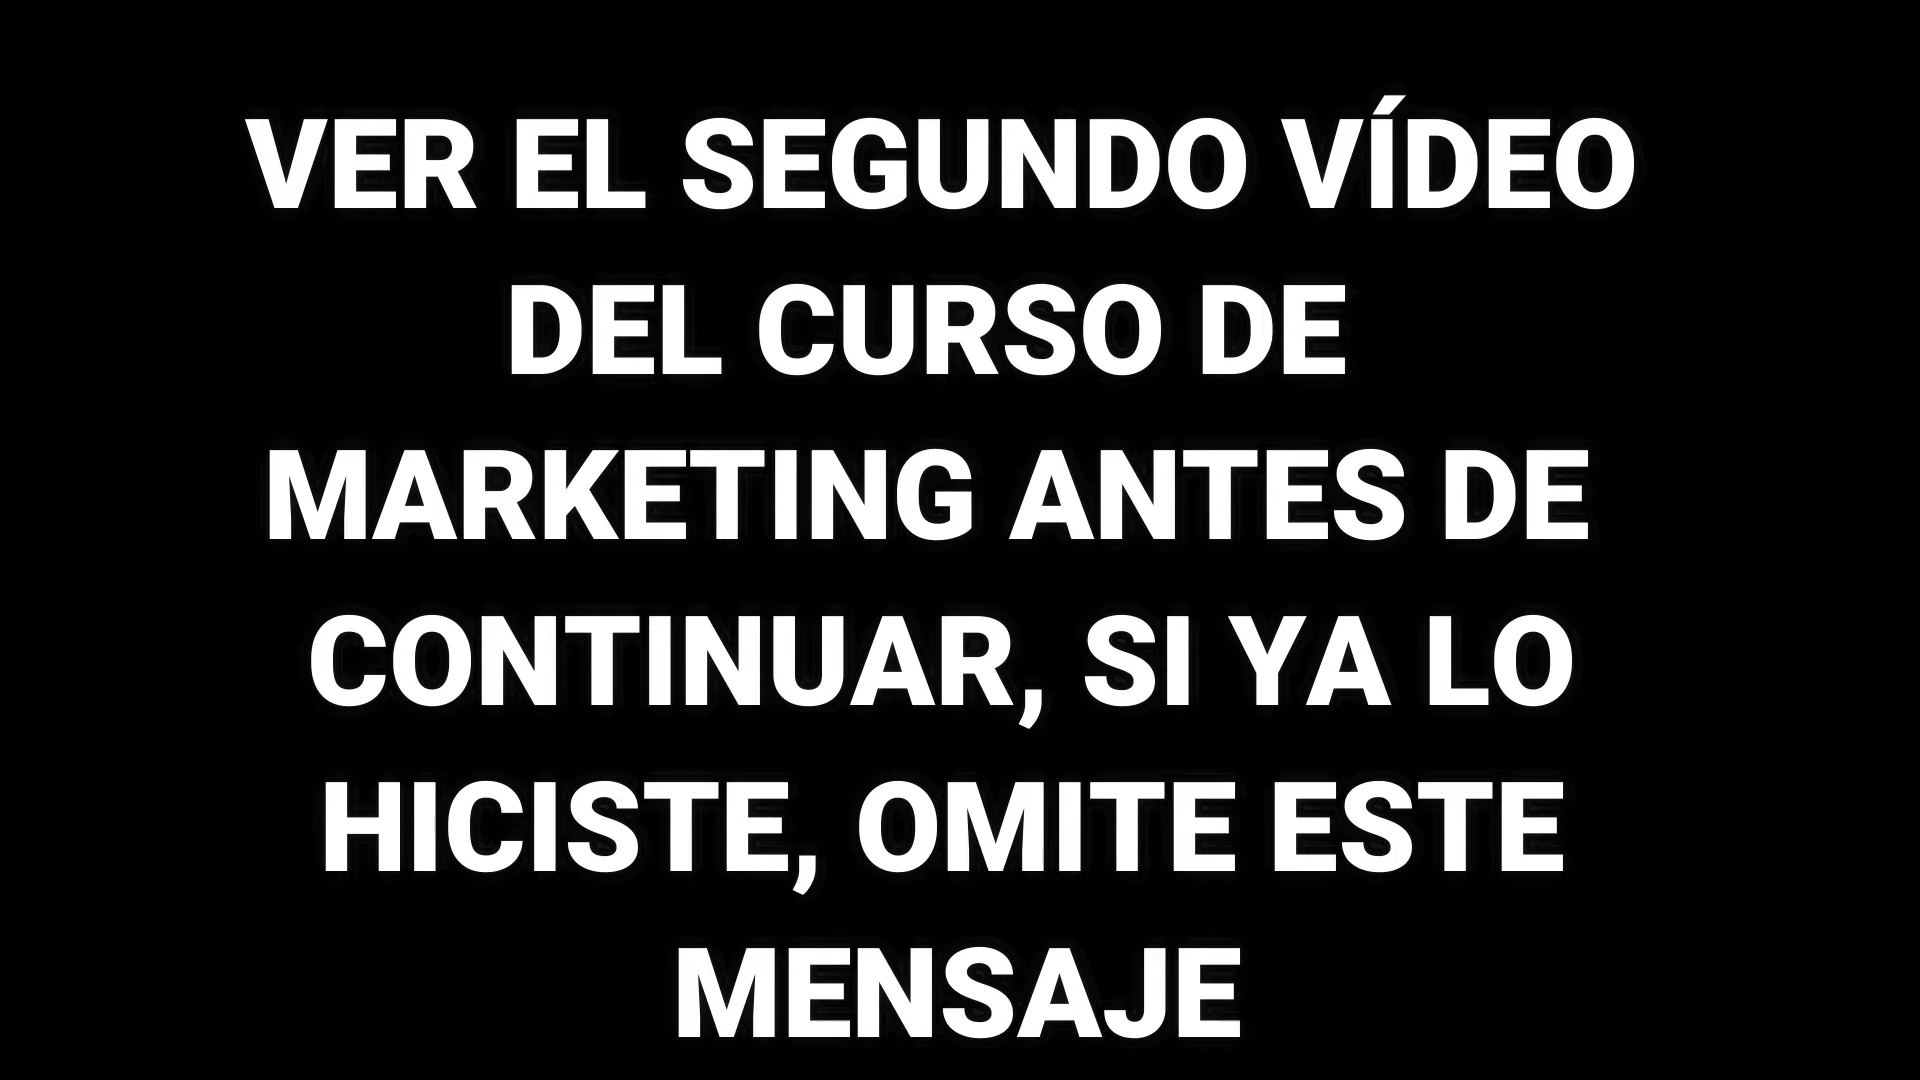 VER EL SEGUNDO VÍDEO
DEL CURSO DE
MARKETING ANTES DE
CONTINUAR, SI YA LO
HICISTE, OMITE ESTE
MENSAJE